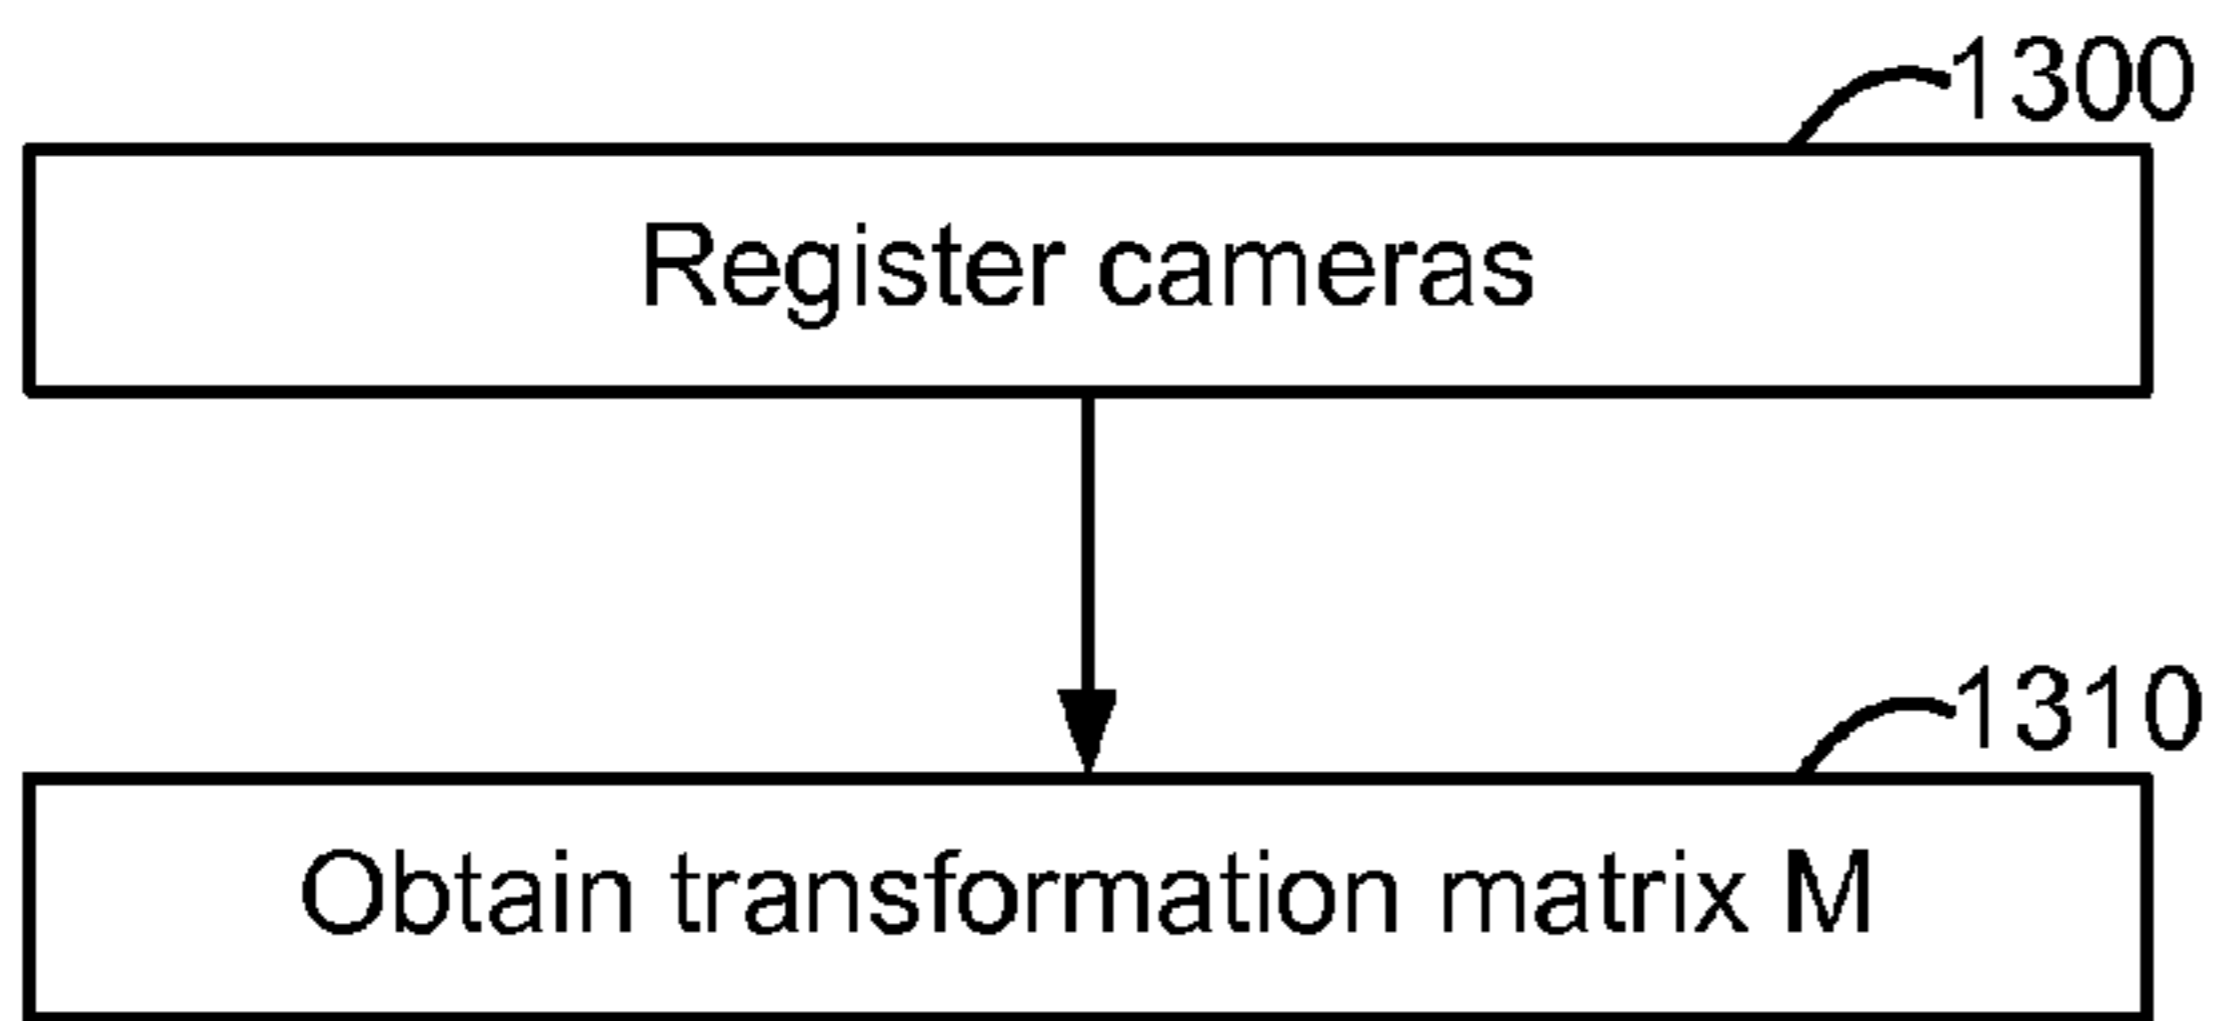 1300
Register cameras
1310
Obtain transformation matrix M